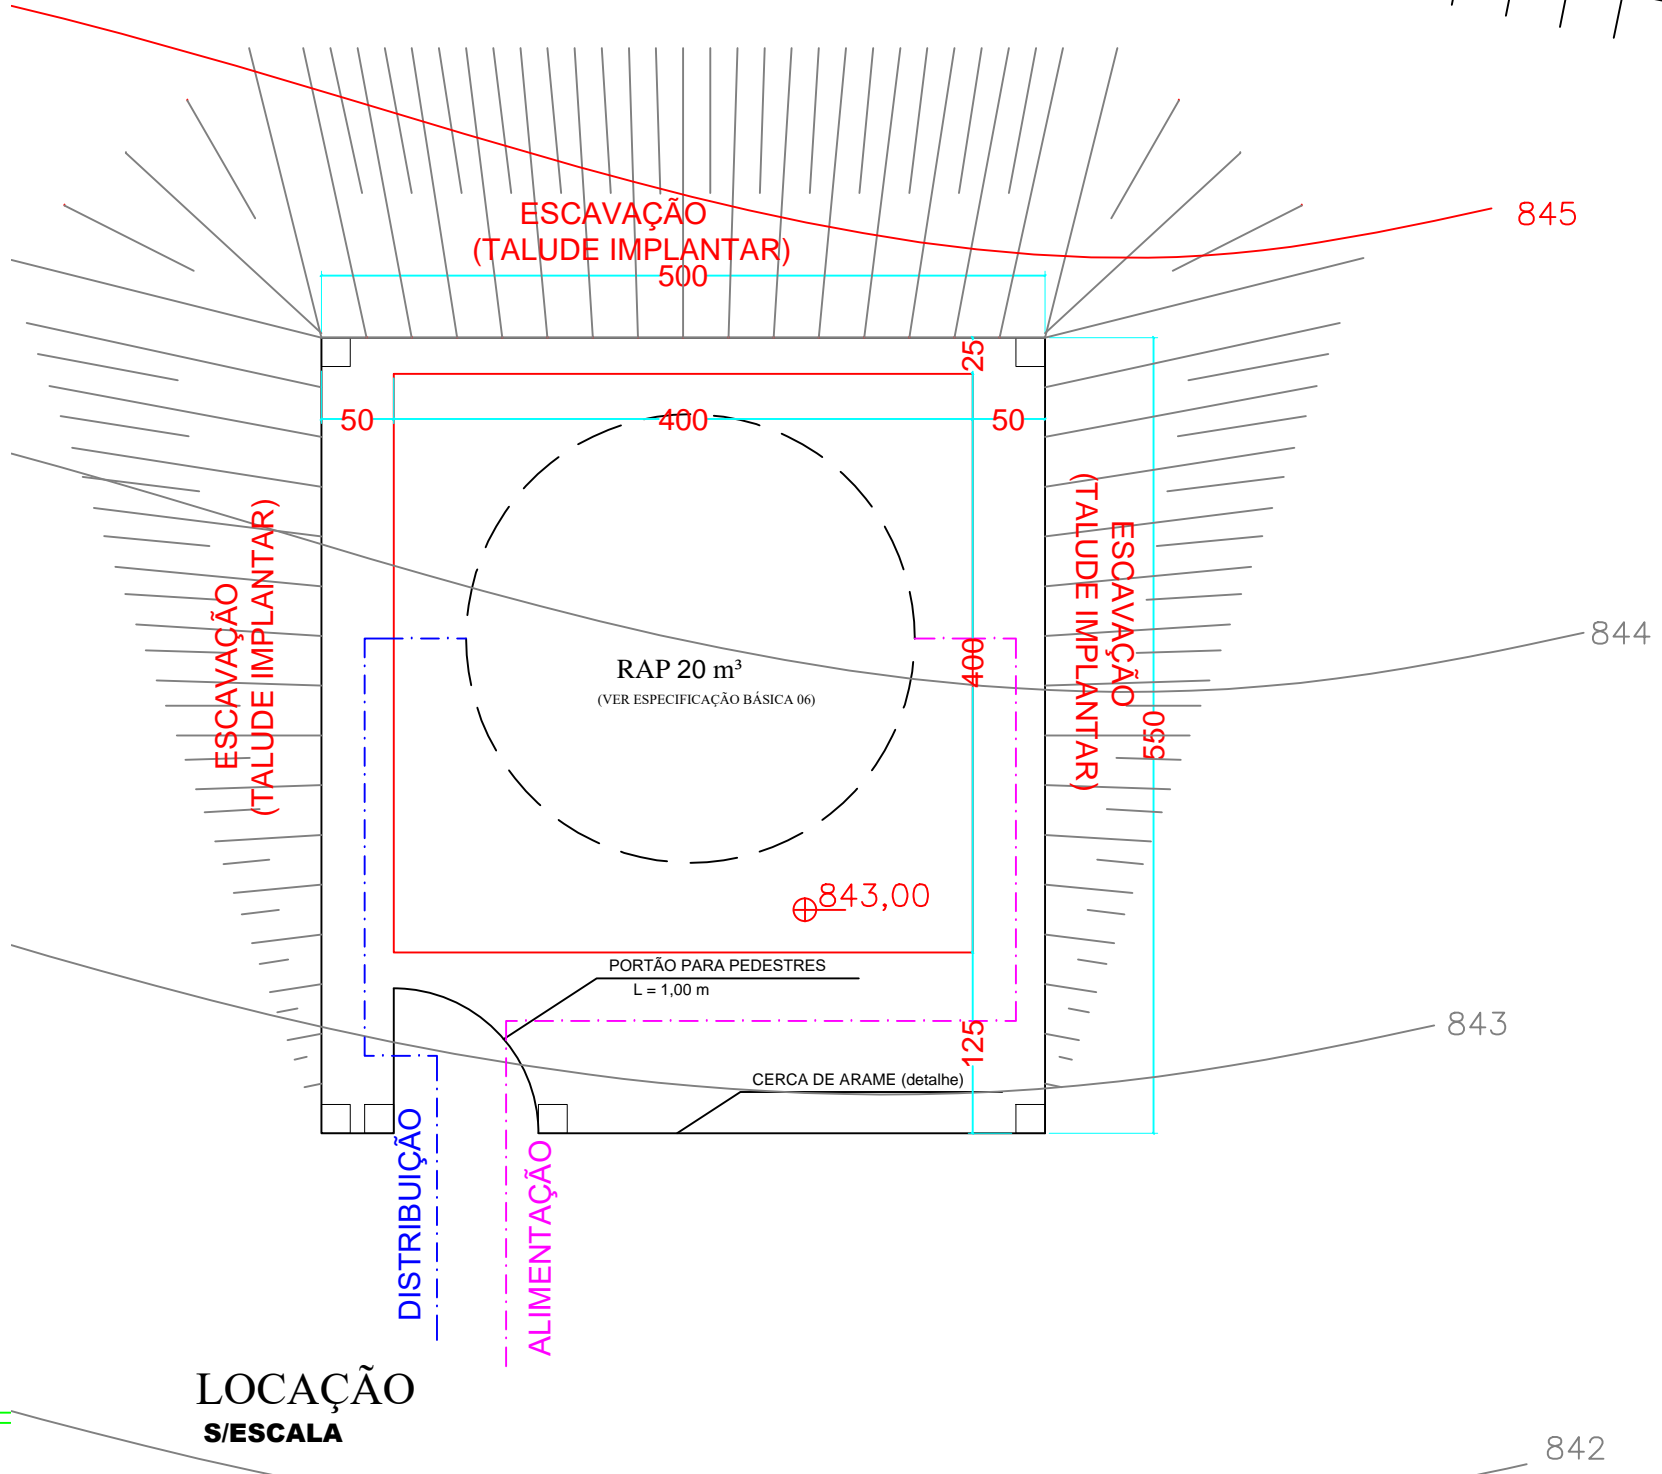 845
ESCAVAÇÃO
(TALUDE IMPLANTAR)
500
25
50
400
50
ESCAVAÇÃO
(TALUDE IMPLANTAR)
ESCAVAÇÃO
(TALUDE IMPLANTAR)
844
400
RAP 20 m³
(VER ESPECIFICAÇÃO BÁSICA 06)
550
843,00
PORTÃO PARA PEDESTRES
L = 1,00 m
843
125
CERCA DE ARAME (detalhe)
DISTRIBUIÇÃO
ALIMENTAÇÃO
LOCAÇÃO
S/ESCALA
842